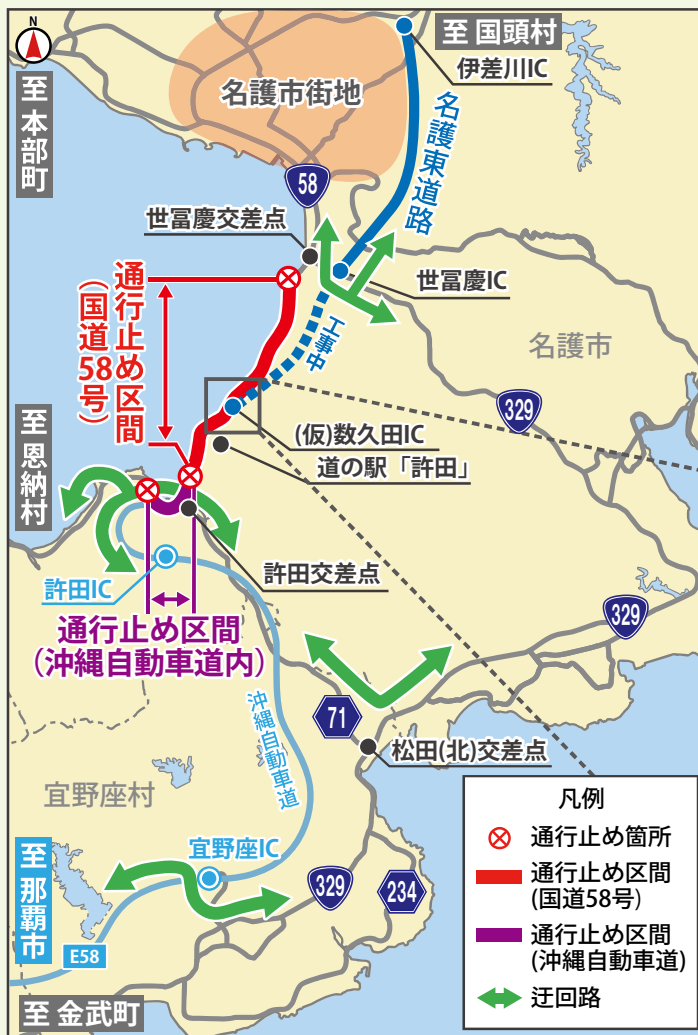 N
至 国頭村
伊差川IC
至 本部町
名護市街地
名護東道路
58
世冨慶交差点
世冨慶IC
通行止め区間
(国道58号)
工事中
名護市
329
至 恩納村
(仮)数久田IC
道の駅「許田」
許田IC
許田交差点
通行止め区間
(沖縄自動車道内)
329
沖縄自動車道
71
松田(北)交差点
宜野座村
宜野座IC
至 那覇市
329
234
E58
至 金武町
凡例
通行止め箇所
通行止め区間
(国道58号)
通行止め区間
(沖縄自動車道)
迂回路